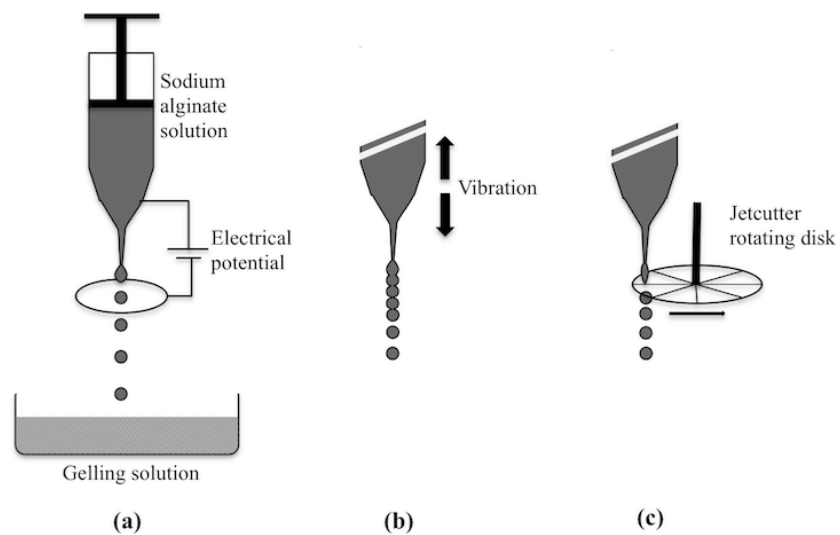 Sodium
alginate
solution
Electrical
potential
Gelling solution
(a)
Vibration
(b)
Jetcutter
rotating disk
(c)